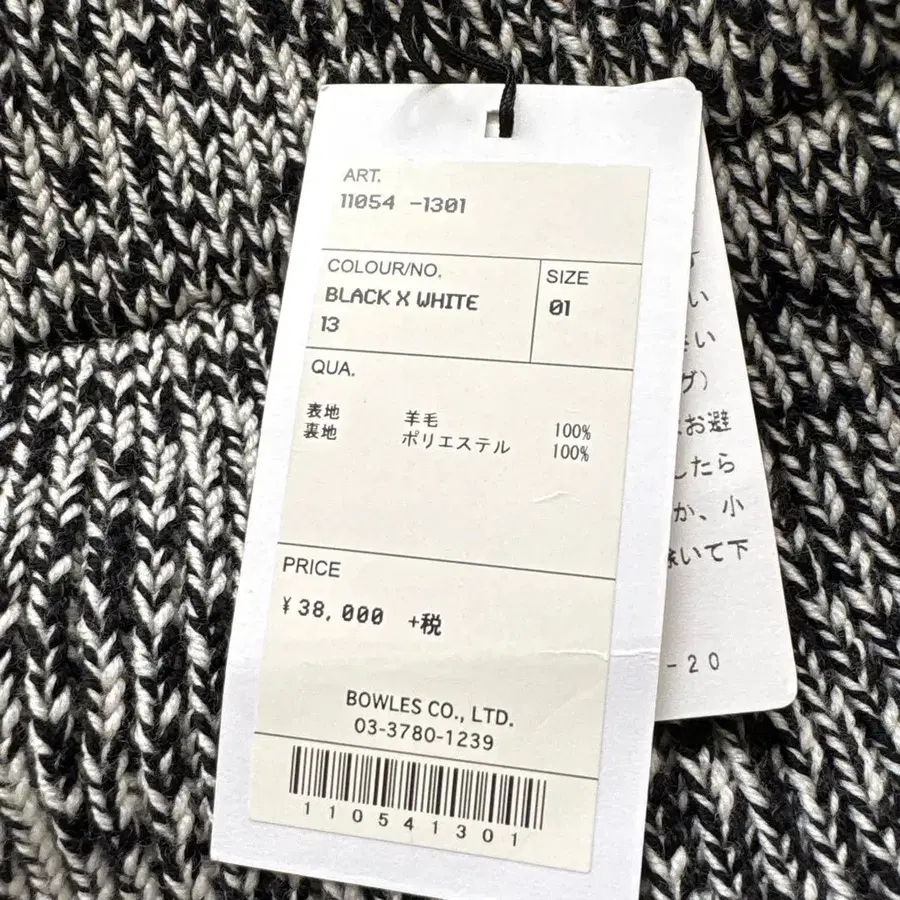 ART.
11054 -1301
COLOUR/NO.
BLACK X WHITE
13
SIZE
01
QUA.
表地 羊毛 100%
裏地 ポリエステル 100%
PRICE
¥38,000 +税
BOWLES CO., LTD.
03-3780-1239
110541301
い
い
グ)
お避
したら
か、小
いて下
-20